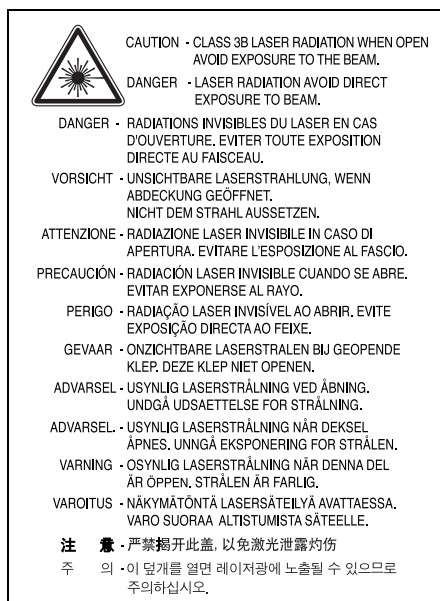 CAUTION - CLASS 3B LASER RADIATION WHEN OPEN
AVOID EXPOSURE TO THE BEAM.
DANGER - LASER RADIATION AVOID DIRECT
EXPOSURE TO BEAM.
DANGER - RADIATIONS INVISIBLES DU LASER EN CAS
D'OUVERTURE. EVITER TOUTE EXPOSITION
DIRECTE AU FAISCEAU.
VORSICHT - UNSICHTBARE LASERSTRAHLUNG, WENN
ABDECKUNG GEÖFFNET.
NICHT DEM STRAHL AUSSETZEN.
ATTENZIONE - RADIAZIONE LASER INVISIBILE IN CASO DI
APERTURA. EVITARE L'ESPOSIZIONE AL FASCIO.
PRECAUCIÓN - RADIACIÓN LASER INVISIBLE CUANDO SE ABRE.
EVITAR EXPONERSE AL RAYO.
PERIGO - RADIAÇÃO LASER INVISÍVEL AO ABRIR. EVITE
EXPOSIÇÃO DIRECTA AO FEIXE.
GEVAAR - ONZICHTBARE LASERSTRALEN BIJ GEOPENDE
KLEP. DEZE KLEP NIET OPENEN.
ADVARSEL - USYNLIG LASERSTRÅLNING VED ÅBNING.
UNDGÅ UDSAETTELSE FOR STRÅLNING.
ADVARSEL. - USYNLIG LASERSTRÅLNING NÅR DEKSEL
ÅPNES. UNNGÅ EKSPONERING FOR STRÅLEN.
VARNING - OSYNLIG LASERSTRÅLNING NÄR DENNA DEL
ÄR ÖPPEN. STRÅLEN ÄR FARLIG.
VAROITUS - NÄKYMÄTÖNTÄ LASERSÄTEILYÄ AVATTAESSA.
VARO SUORAA ALTISTUMISTA SÄTEELLE.
注 意 - 严禁揭开此盖, 以免激光泄露灼伤
주 의 - 이 덮개를 열면 레이저광에 노출될 수 있으므로
주의하십시오.